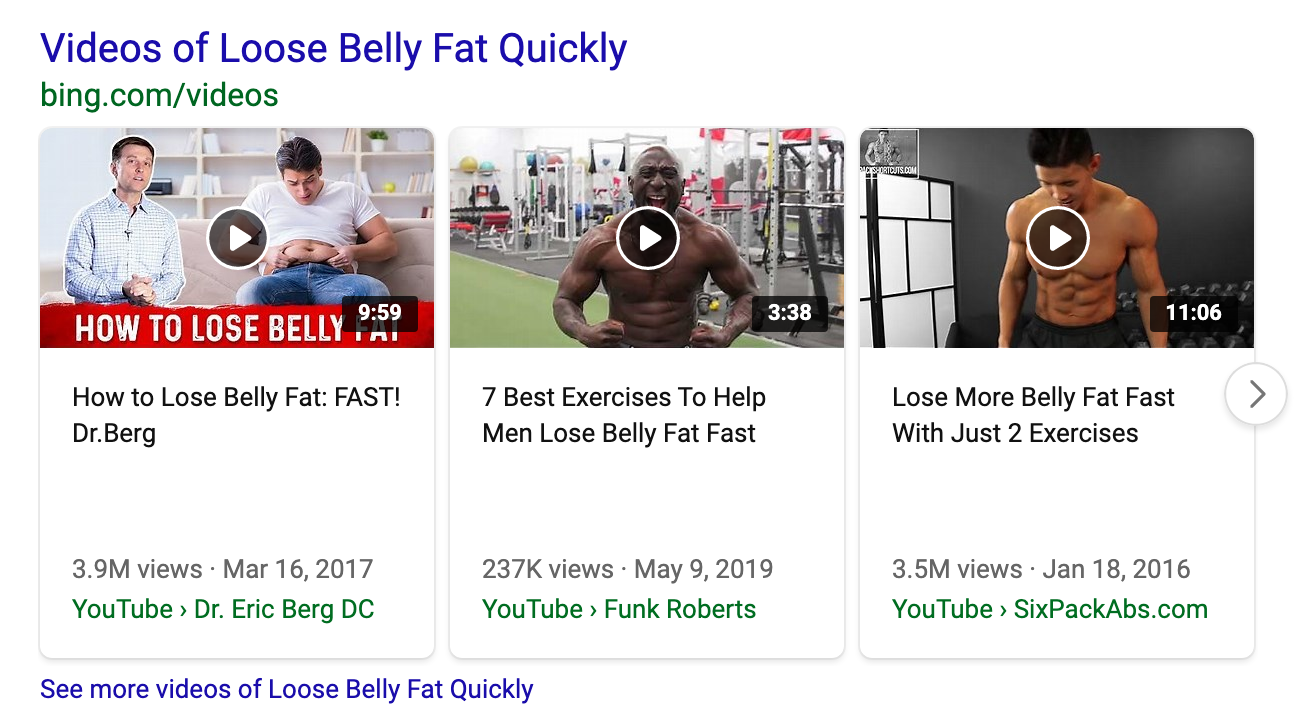 Videos of Loose Belly Fat Quickly
bing.com/videos
HOW TO LOSE BELLY FAT
9:59
3:38
11:06
How to Lose Belly Fat: FAST!
Dr.Berg
3.9M views · Mar 16, 2017
YouTube › Dr. Eric Berg DC
7 Best Exercises To Help
Men Lose Belly Fat Fast
237K views · May 9, 2019
YouTube › Funk Roberts
Lose More Belly Fat Fast
With Just 2 Exercises
3.5M views · Jan 18, 2016
YouTube › SixPackAbs.com
See more videos of Loose Belly Fat Quickly